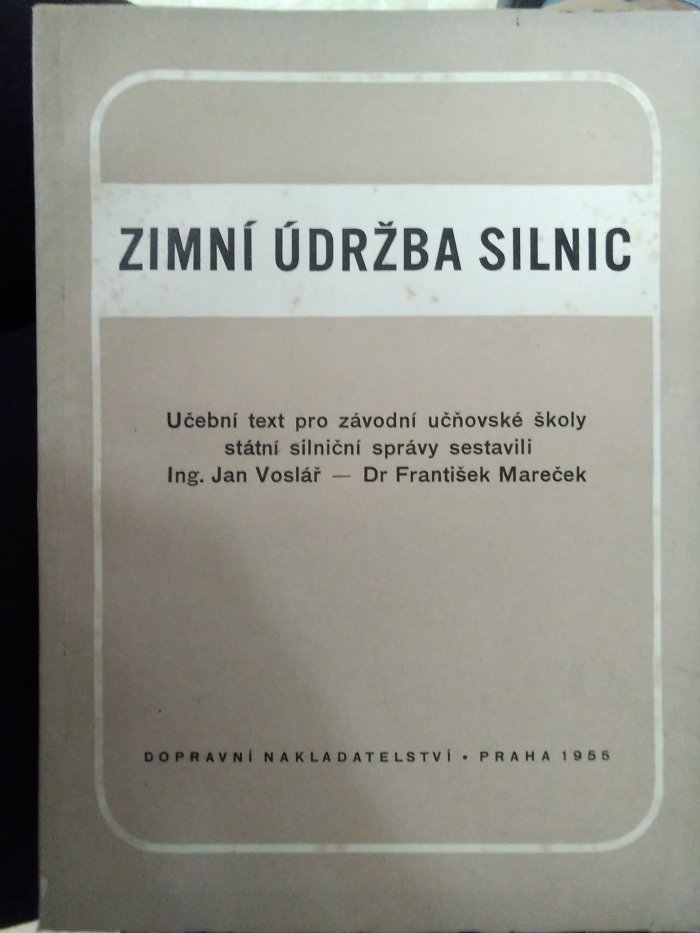 ZIMNÍ ÚDRŽBA SILNIC
Učební text pro závodní učňovské školy
státní silniční správy sestavili
Ing. Jan Voslář — Dr František Mareček
DOPRAVNÍ NAKLADATELSTVÍ • PRAHA 1955